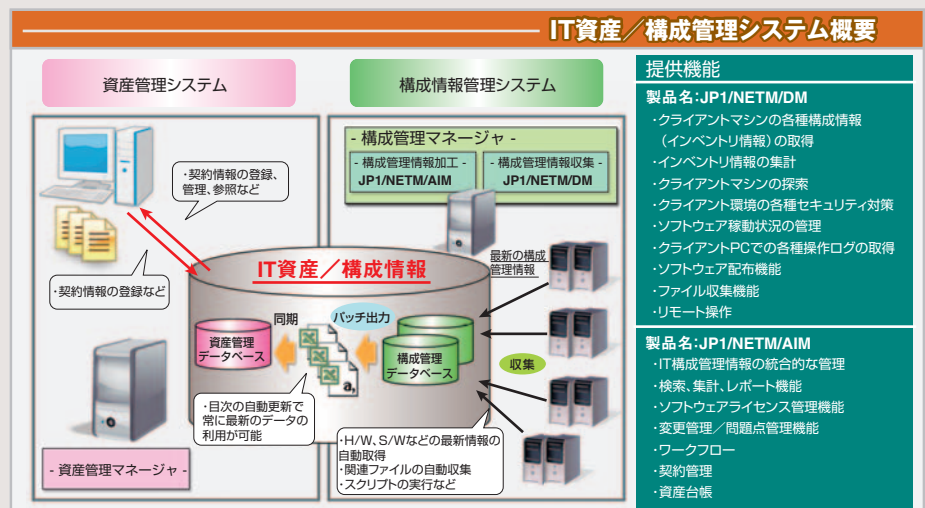 IT資産／構成管理システム概要
資産管理システム
構成情報管理システム
・契約情報の登録、
管理、参照など
・契約情報の登録など
- 構成管理マネージャ -
- 構成管理情報加工 -
JP1/NETM/AIM
- 構成管理情報収集 -
JP1/NETM/DM
最新の構成
管理情報
IT資産／構成情報
資産管理
データベース
同期
バッチ出力
a,
構成管理
データベース
収集
・目次の自動更新で
常に最新のデータの
利用が可能
・H/W、S/Wなどの最新情報の
自動取得
・関連ファイルの自動収集
・スクリプトの実行など
- 資産管理マネージャ -
提供機能
製品名:JP1/NETM/DM
・クライアントマシンの各種構成情報
（インベントリ情報）の取得
・インベントリ情報の集計
・クライアントマシンの探索
・クライアント環境の各種セキュリティ対策
・ソフトウェア稼動状況の管理
・クライアントPCでの各種操作ログの取得
・ソフトウェア配布機能
・ファイル収集機能
・リモート操作
製品名:JP1/NETM/AIM
・IT構成管理情報の統合的な管理
・検索、集計、レポート機能
・ソフトウェアライセンス管理機能
・変更管理／問題点管理機能
・ワークフロー
・契約管理
・資産台帳